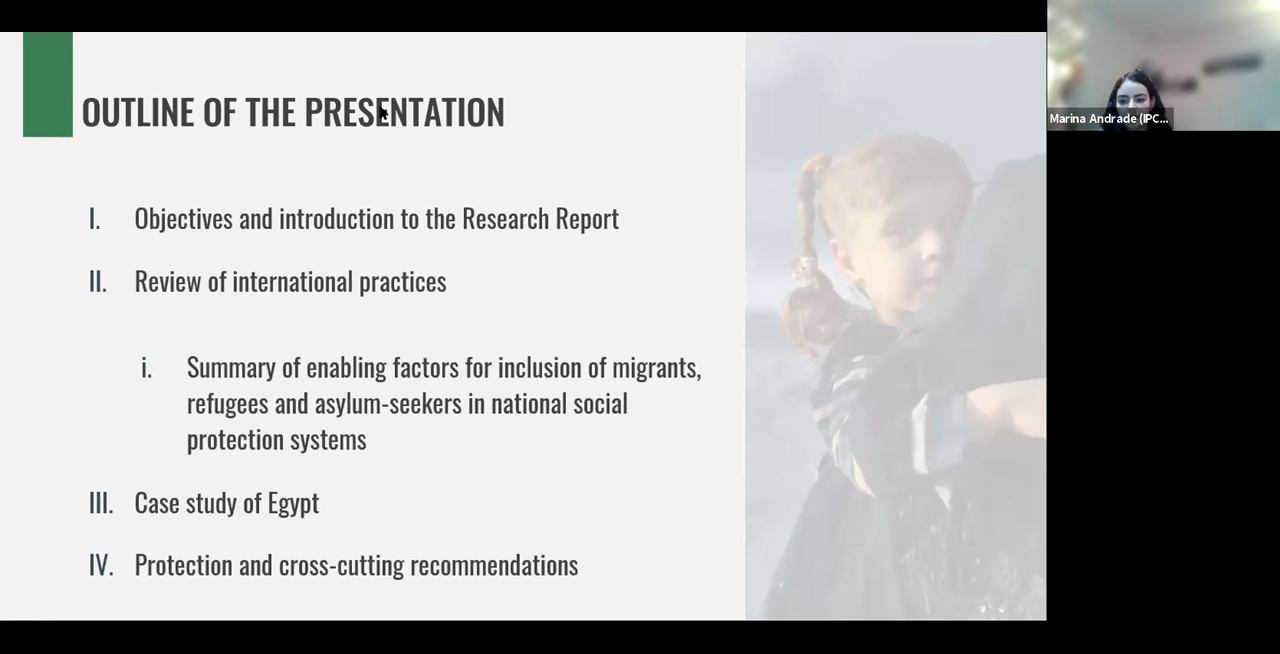 OUTLINE OF THE PRESENTATION
I. Objectives and introduction to the Research Report
II. Review of international practices
i. Summary of enabling factors for inclusion of migrants,
refugees and asylum-seekers in national social
protection systems
III. Case study of Egypt
IV. Protection and cross-cutting recommendations
Marina Andrade (IPC...